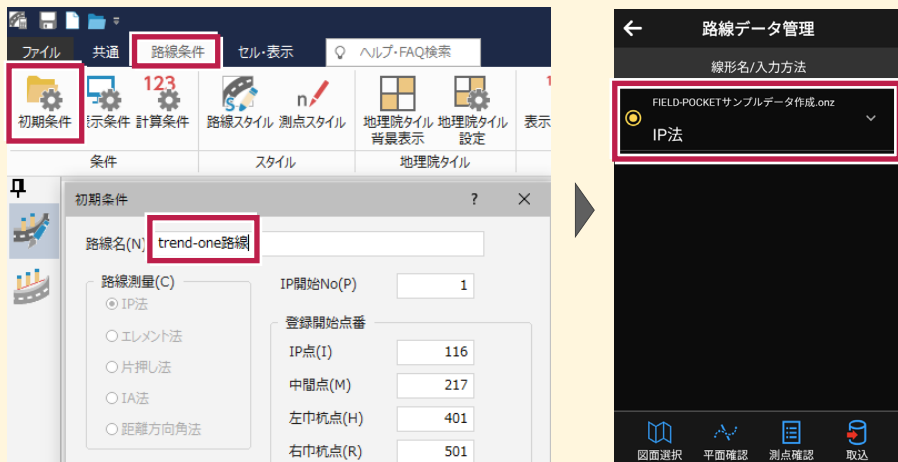 ファイル 共通 路線条件 セル・表示 ヘルプ・FAQ検索
初期条件 表示条件 計算条件 路線スタイル 測点スタイル 地理院タイル 背景表示 地理院タイル 設定 表示
条件 スタイル 地理院タイル
初期条件 ? ×
路線名(N) trend-one路線
路線測量(C)
IP法
エレメント法
片押し法
IA法
距離方向角法
IP開始No(P) 1
登録開始点番
IP点(I) 116
中間点(M) 217
左巾杭点(H) 401
右巾杭点(R) 501
路線データ管理
線形名/入力方法
FIELD-POCKETサンプルデータ作成.onz
IP法
図面選択 平面確認 測点確認 取込